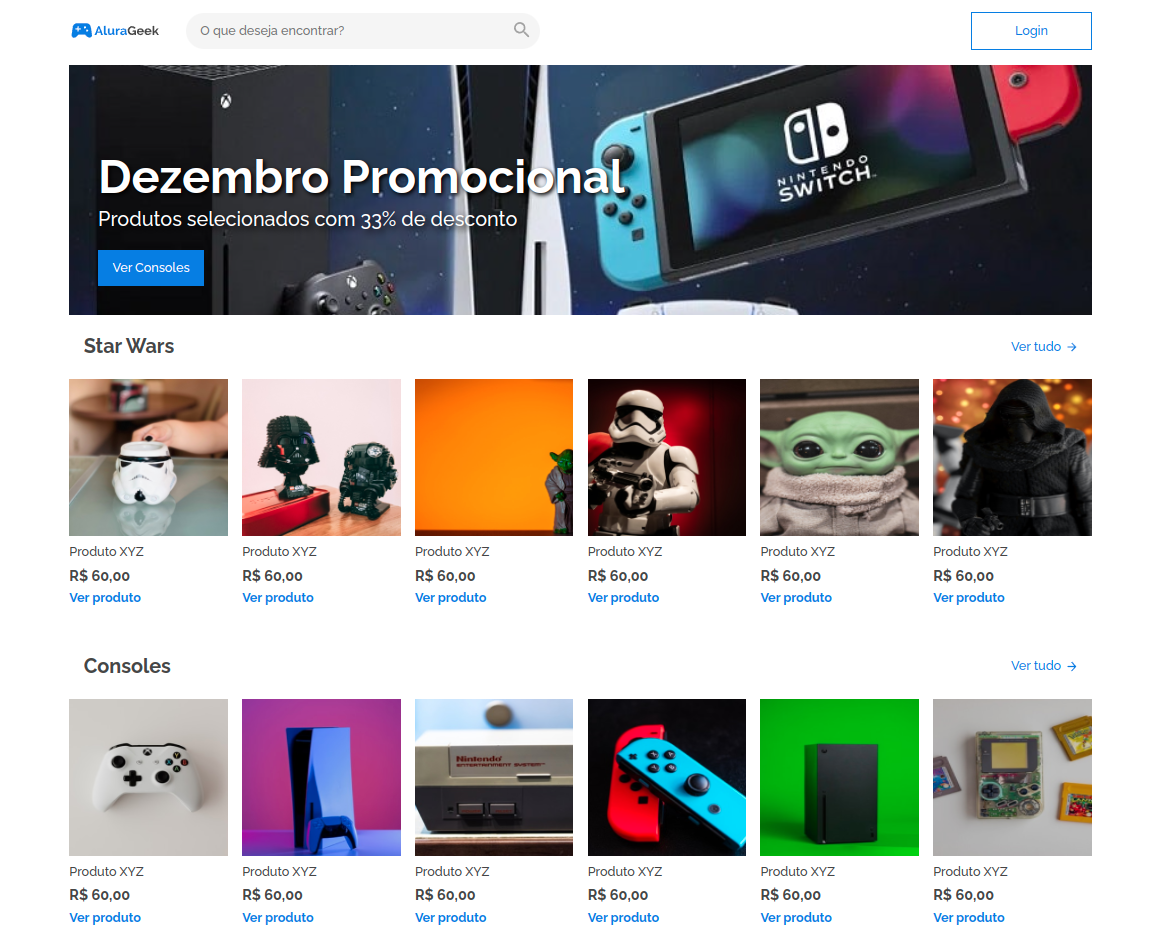 AluraGeek
O que deseja encontrar?
Login
NINTENDO
SWITCH
Dezembro Promocional
Produtos selecionados com 33% de desconto
Ver Consoles
Star Wars
Ver tudo →
Produto XYZ
R$ 60,00
Ver produto
Produto XYZ
R$ 60,00
Ver produto
Produto XYZ
R$ 60,00
Ver produto
Produto XYZ
R$ 60,00
Ver produto
Produto XYZ
R$ 60,00
Ver produto
Produto XYZ
R$ 60,00
Ver produto
Consoles
Ver tudo →
Produto XYZ
R$ 60,00
Ver produto
Produto XYZ
R$ 60,00
Ver produto
Nintendo
ENTERTAINMENT SYSTEM™
Produto XYZ
R$ 60,00
Ver produto
Produto XYZ
R$ 60,00
Ver produto
Produto XYZ
R$ 60,00
Ver produto
Produto XYZ
R$ 60,00
Ver produto